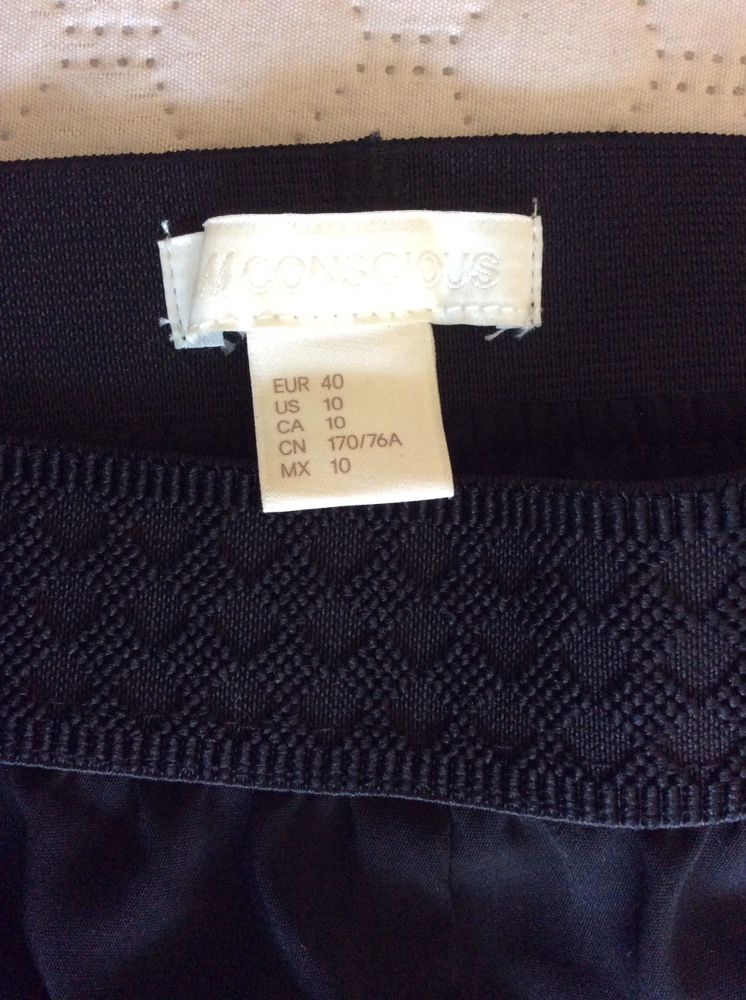 CONSCIOUS
EUR 40
US 10
CA 10
CN 170/76A
MX 10